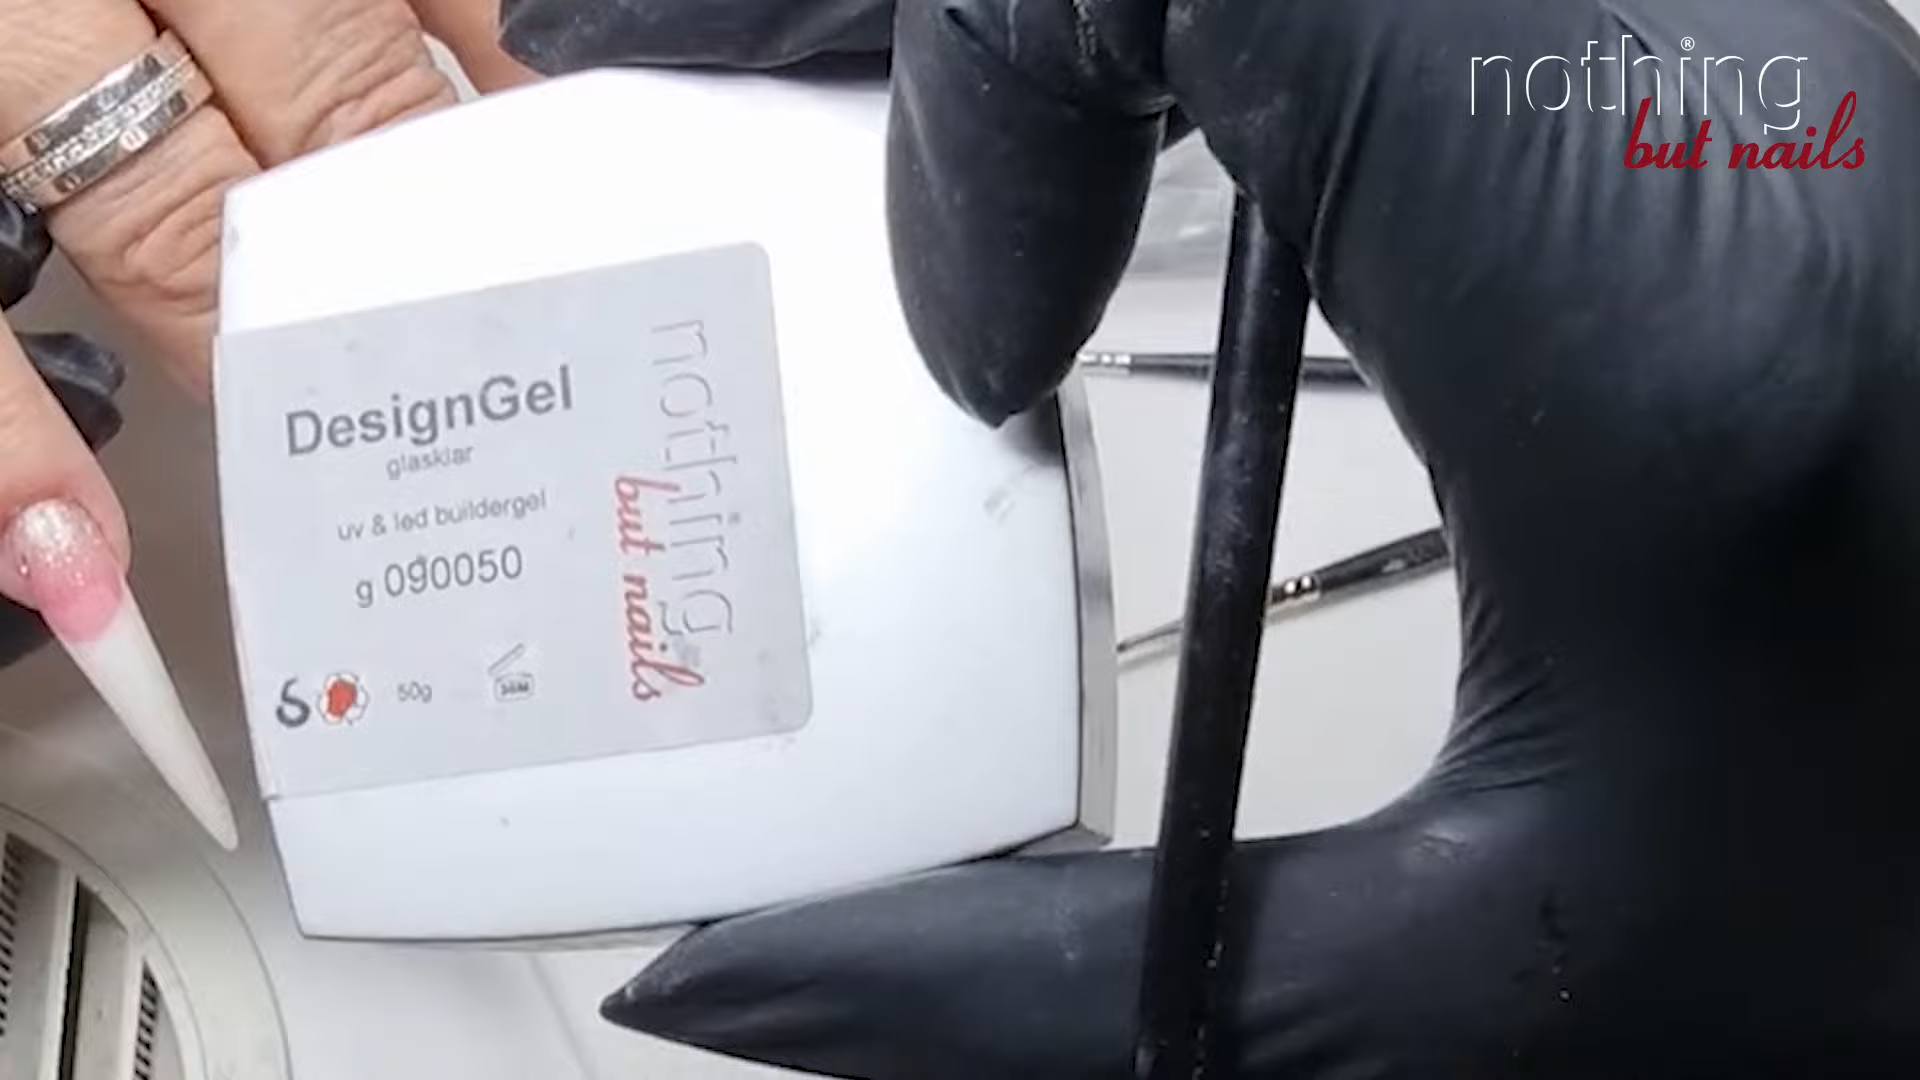 nothing®
but nails
DesignGel
glasklar
uv & led buildergel
g 090050
50g
nothing
but nails